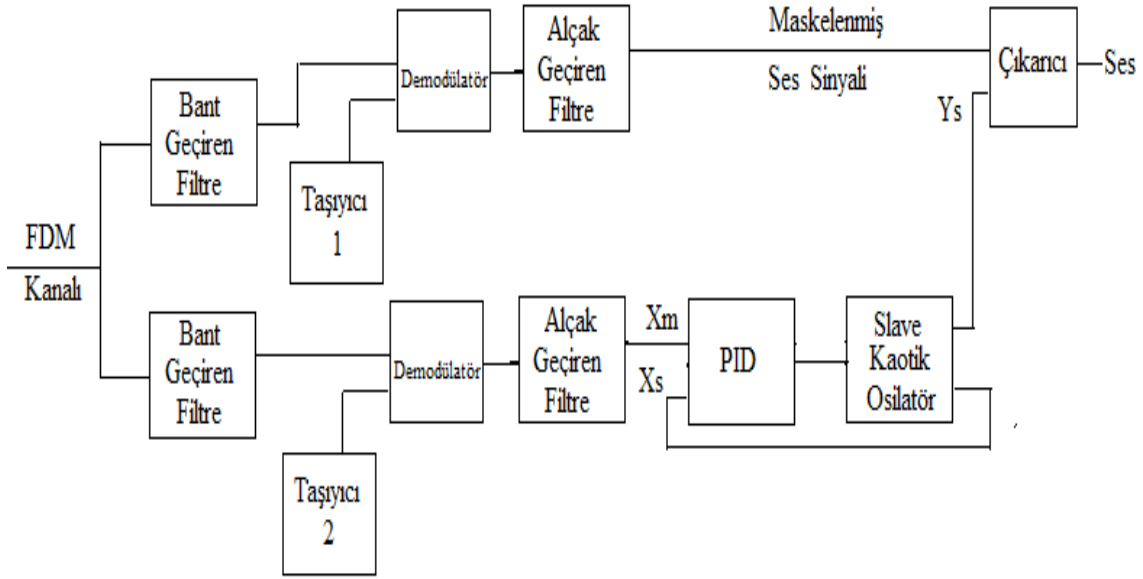 FDM
Kanalı
Bant
Geçiren
Filtre
Taşıyıcı
1
Demodülatör
Alçak
Geçiren
Filtre
Maskelenmiş
Ses Sinyali
Ys
Çıkarıcı
Ses
Bant
Geçiren
Filtre
Taşıyıcı
2
Demodülatör
Alçak
Geçiren
Filtre
Xm
Xs
PID
Slave
Kaotik
Osilatör